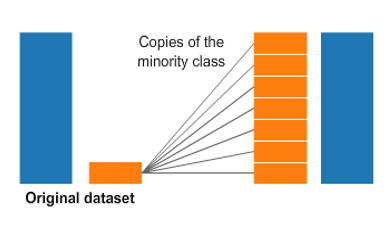 Copies of the
minority class
Original dataset